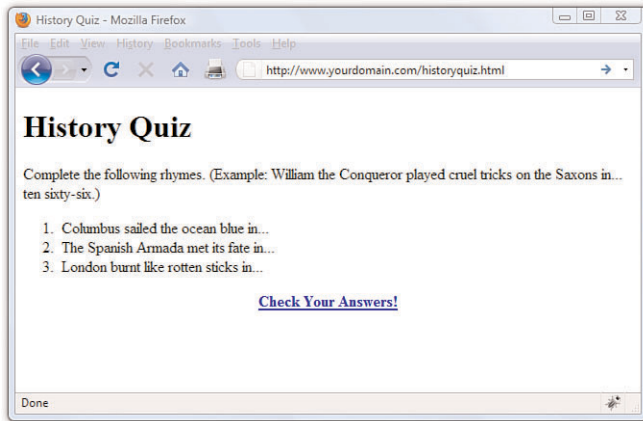 History Quiz - Mozilla Firefox
File Edit View History Bookmarks Tools Help
http://www.yourdomain.com/historyquiz.html
History Quiz
Complete the following rhymes. (Example: William the Conqueror played cruel tricks on the Saxons in...
ten sixty-six.)
1. Columbus sailed the ocean blue in...
2. The Spanish Armada met its fate in...
3. London burnt like rotten sticks in...
Check Your Answers!
Done